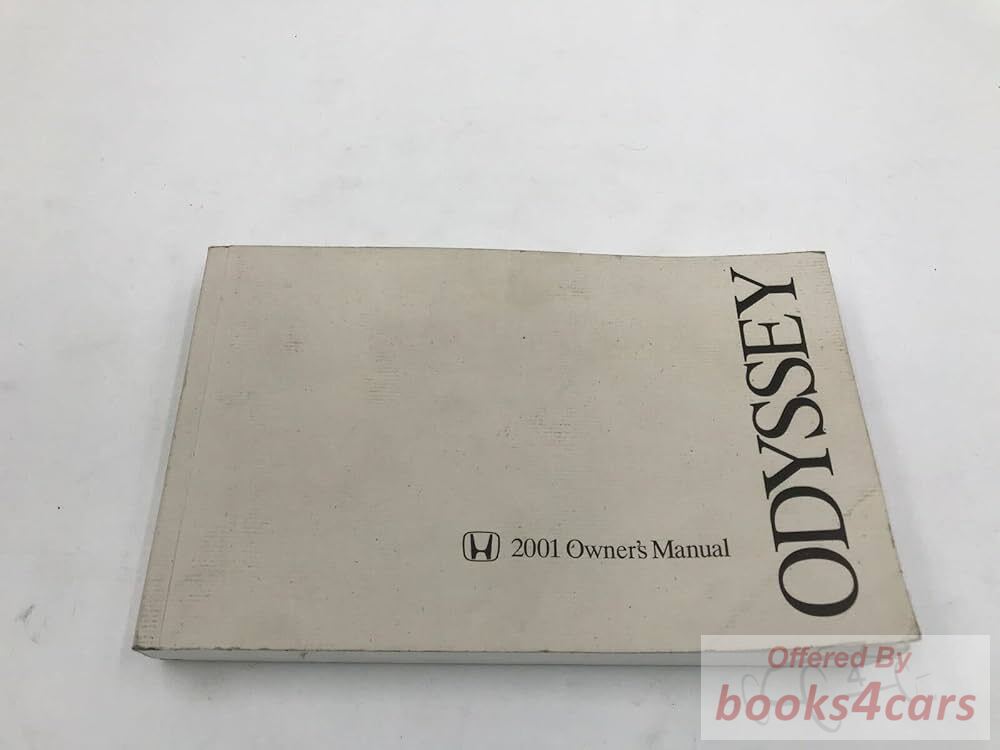 ODYSSEY
2001 Owner's Manual
Offered By
books4cars